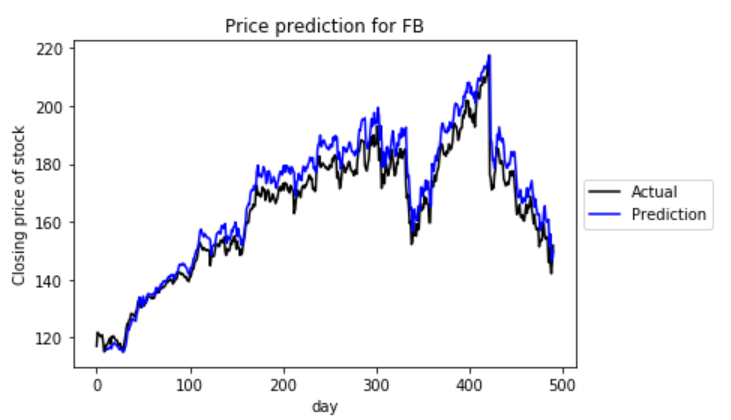 Price prediction for FB
220
200
180
160
140
120
Closing price of stock
0 100 200 300 400 500
day
Actual
Prediction